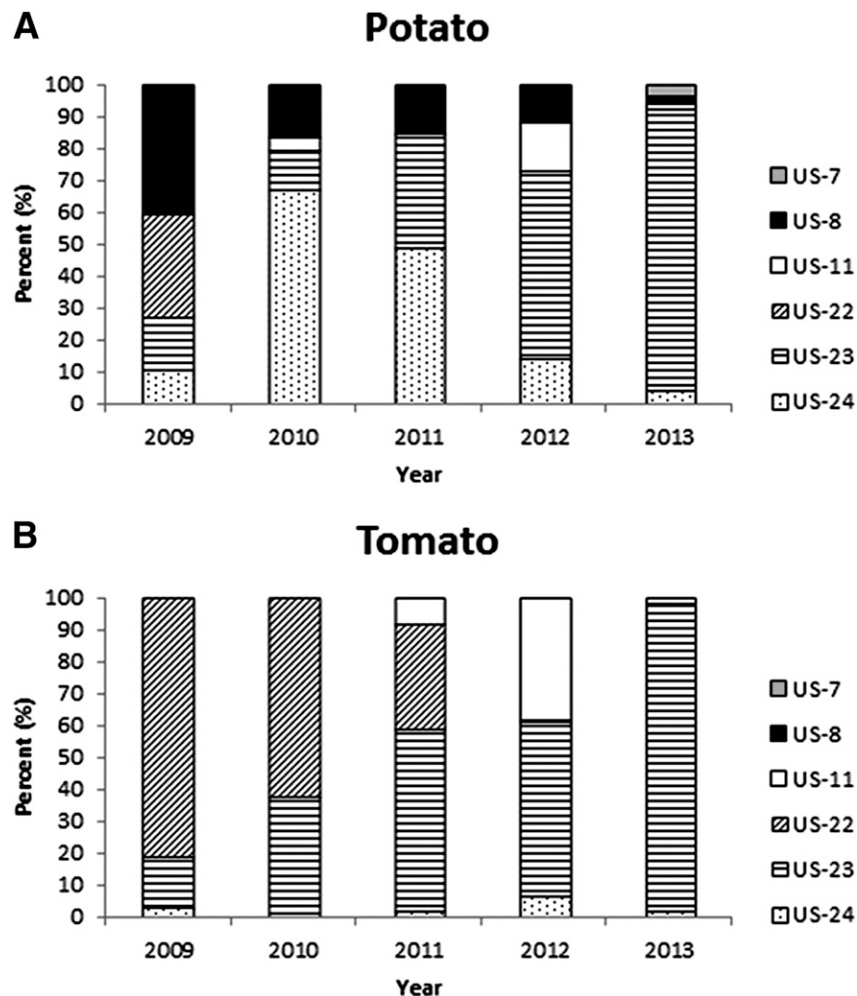 A
Potato
100
90
80
70
60
50
40
30
20
10
0
Percent (%)
2009 2010 2011 2012 2013
Year
US-7
US-8
US-11
US-22
US-23
US-24
B
Tomato
100
90
80
70
60
50
40
30
20
10
0
Percent (%)
2009 2010 2011 2012 2013
Year
US-7
US-8
US-11
US-22
US-23
US-24